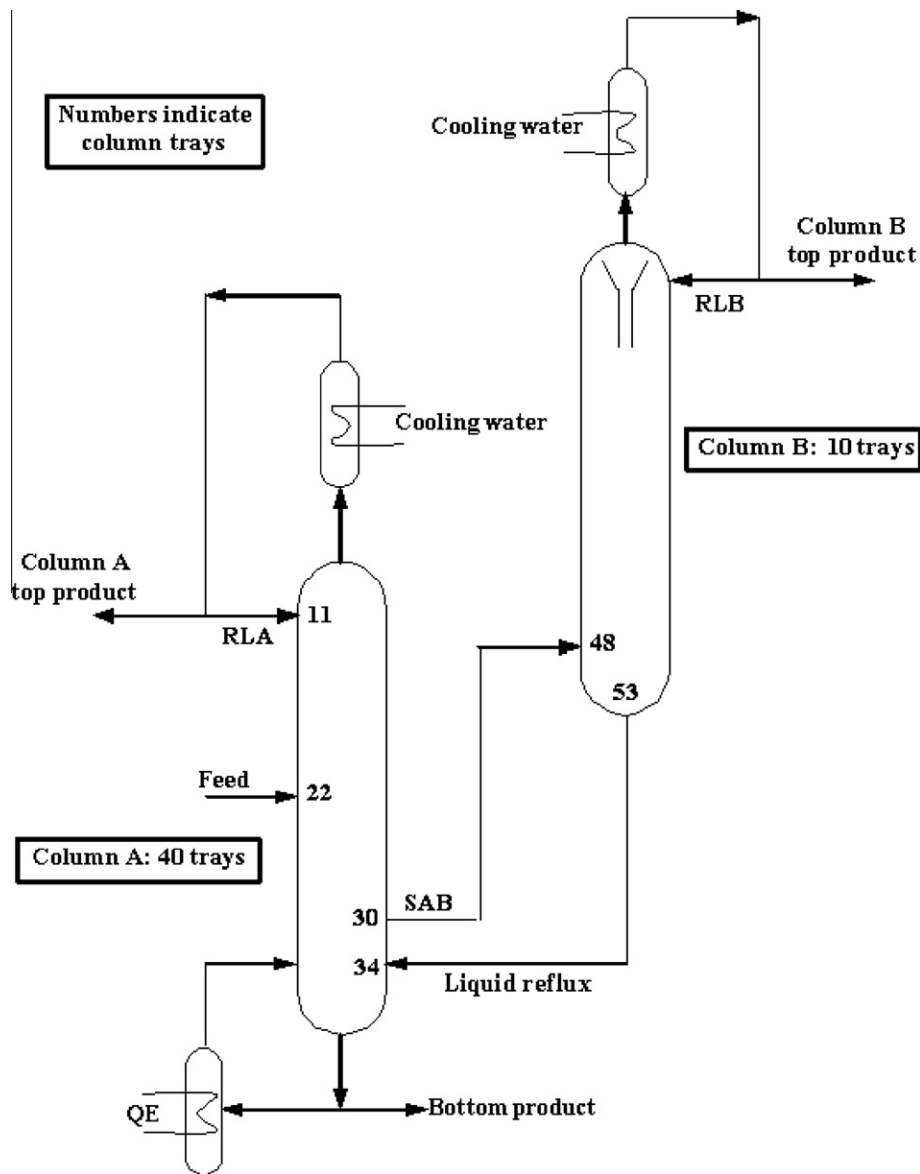 Numbers indicate
column trays
Cooling water
Column B
top product
RLB
Cooling water
Column B: 10 trays
Column A
top product
RLA
11
48
53
Feed
22
Column A: 40 trays
30
SAB
34
Liquid reflux
QE
Bottom product